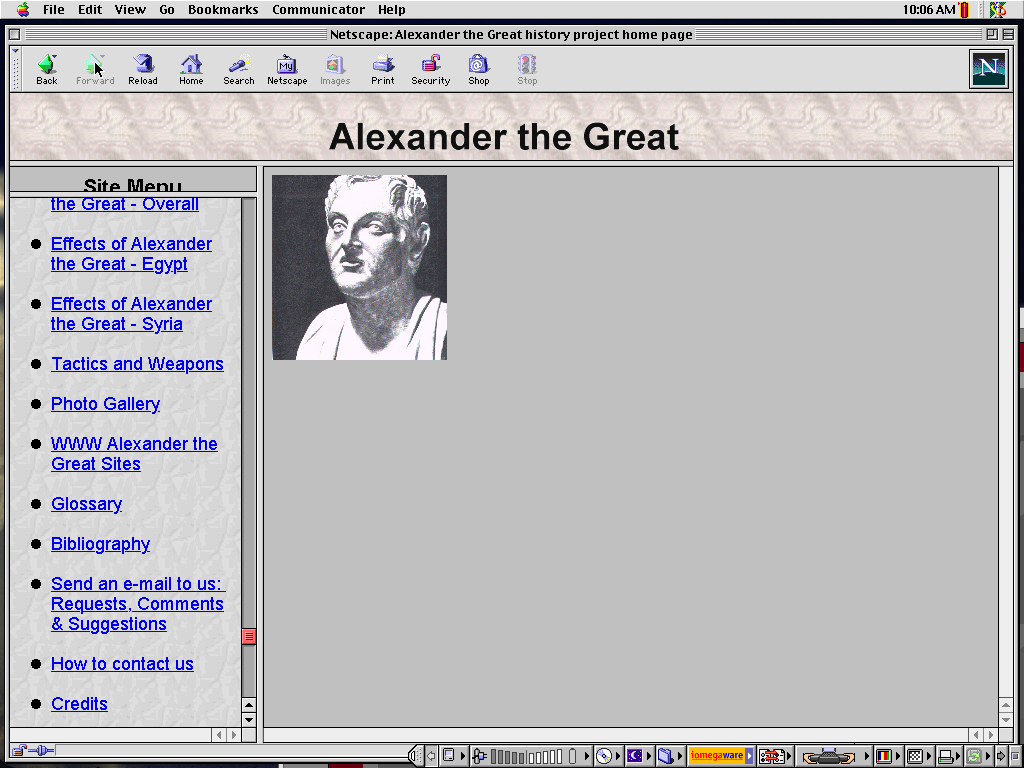 File Edit View Go Bookmarks Communicator Help
10:06 AM
Netscape: Alexander the Great history project home page
Back Forward Reload Home Search Netscape Images Print Security Shop Stop
My
N
Alexander the Great
Site Menu
the Great - Overall
Effects of Alexander
the Great - Egypt
Effects of Alexander
the Great - Syria
Tactics and Weapons
Photo Gallery
WWW Alexander the
Great Sites
Glossary
Bibliography
Send an e-mail to us:
Requests, Comments
& Suggestions
How to contact us
Credits
iomegaware